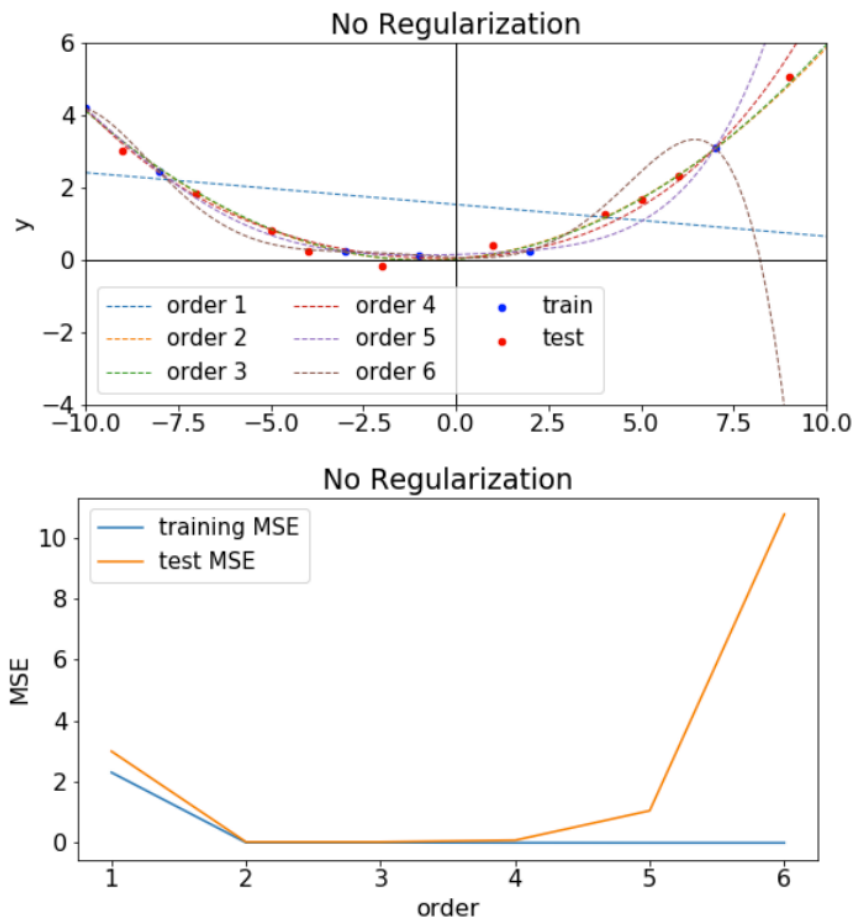 No Regularization
6
4
2
0
−2
−4
y
order 1 order 4 train
order 2 order 5 test
order 3 order 6
−10.0 −7.5 −5.0 −2.5 0.0 2.5 5.0 7.5 10.0
No Regularization
training MSE
test MSE
10
8
6
4
2
0
MSE
1 2 3 4 5 6
order